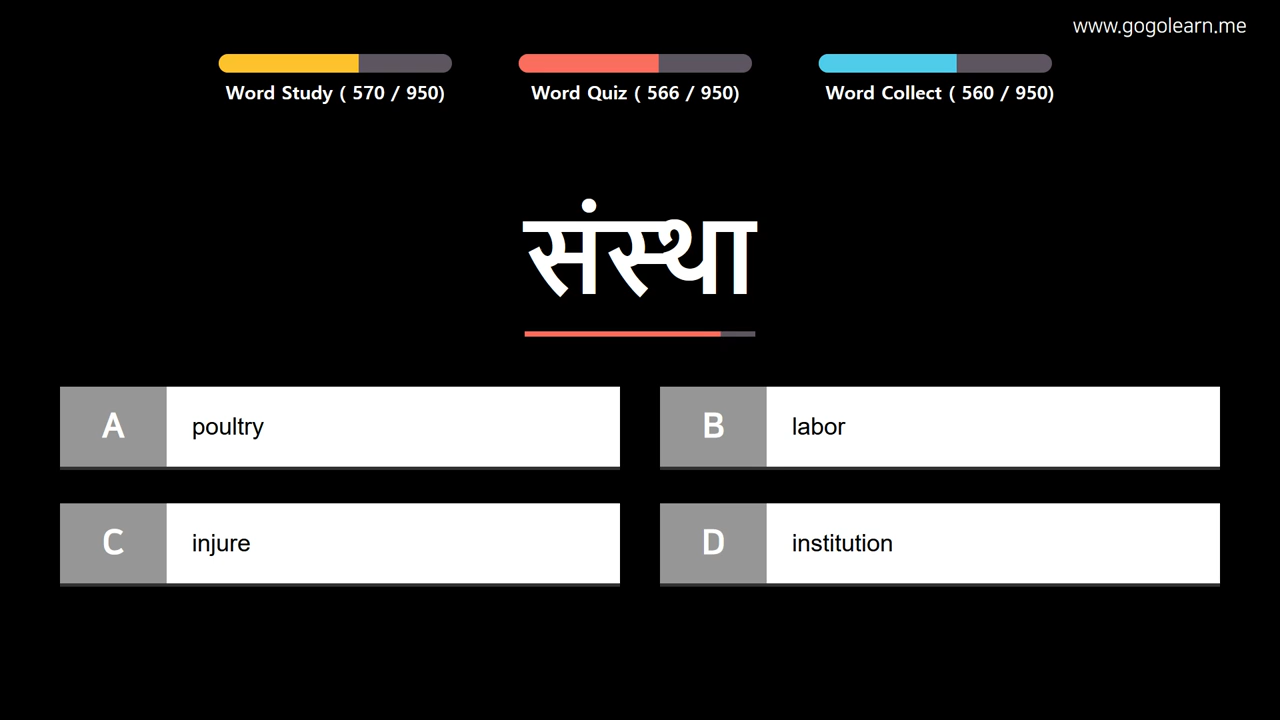 www.gogolearn.me
Word Study ( 570 / 950)
Word Quiz ( 566 / 950)
Word Collect ( 560 / 950)
संस्था
A poultry
B labor
C injure
D institution